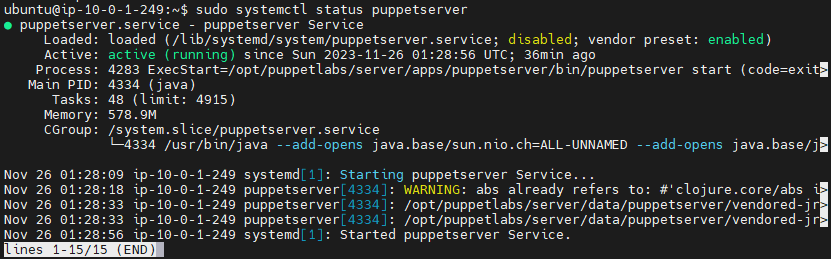 ubuntu@ip-10-0-1-249:~$ sudo systemctl status puppetserver
● puppetserver.service - puppetserver Service
     Loaded: loaded (/lib/systemd/system/puppetserver.service; disabled; vendor preset: enabled)
     Active: active (running) since Sun 2023-11-26 01:28:56 UTC; 36min ago
    Process: 4283 ExecStart=/opt/puppetlabs/server/apps/puppetserver/bin/puppetserver start (code=exit>
   Main PID: 4334 (java)
      Tasks: 48 (limit: 4915)
     Memory: 578.9M
     CGroup: /system.slice/puppetserver.service
             └─4334 /usr/bin/java --add-opens java.base/sun.nio.ch=ALL-UNNAMED --add-opens java.base/j>
Nov 26 01:28:09 ip-10-0-1-249 systemd[1]: Starting puppetserver Service...
Nov 26 01:28:18 ip-10-0-1-249 puppetserver[4334]: WARNING: abs already refers to: #'clojure.core/abs i>
Nov 26 01:28:33 ip-10-0-1-249 puppetserver[4334]: /opt/puppetlabs/server/data/puppetserver/vendored-jr>
Nov 26 01:28:33 ip-10-0-1-249 puppetserver[4334]: /opt/puppetlabs/server/data/puppetserver/vendored-jr>
Nov 26 01:28:56 ip-10-0-1-249 systemd[1]: Started puppetserver Service.
lines 1-15/15 (END)